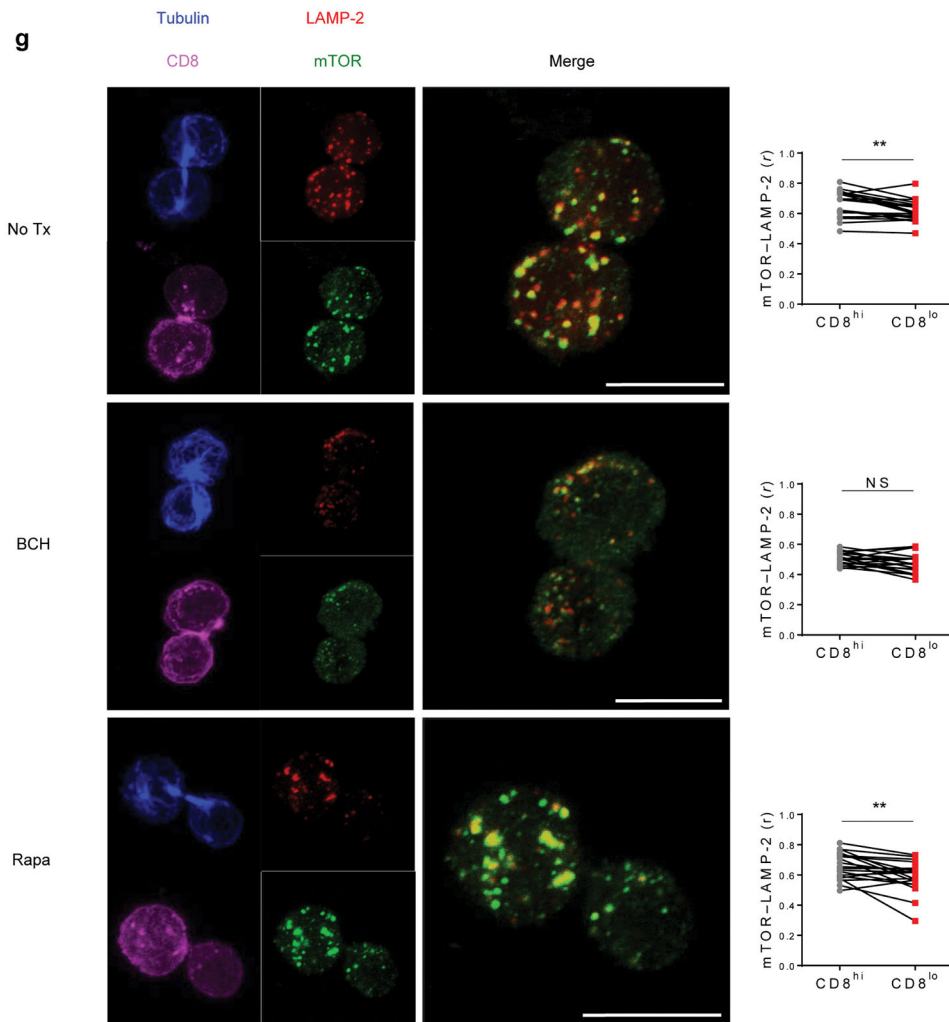 g
Tubulin LAMP-2
CD8 mTOR Merge
No Tx
mTOR–LAMP-2 (r)
1.0
0.8
0.6
0.4
0.2
0.0
**
CD8hi CD8lo
BCH
mTOR–LAMP-2 (r)
1.0
0.8
0.6
0.4
0.2
0.0
NS
CD8hi CD8lo
Rapa
mTOR–LAMP-2 (r)
1.0
0.8
0.6
0.4
0.2
0.0
**
CD8hi CD8lo